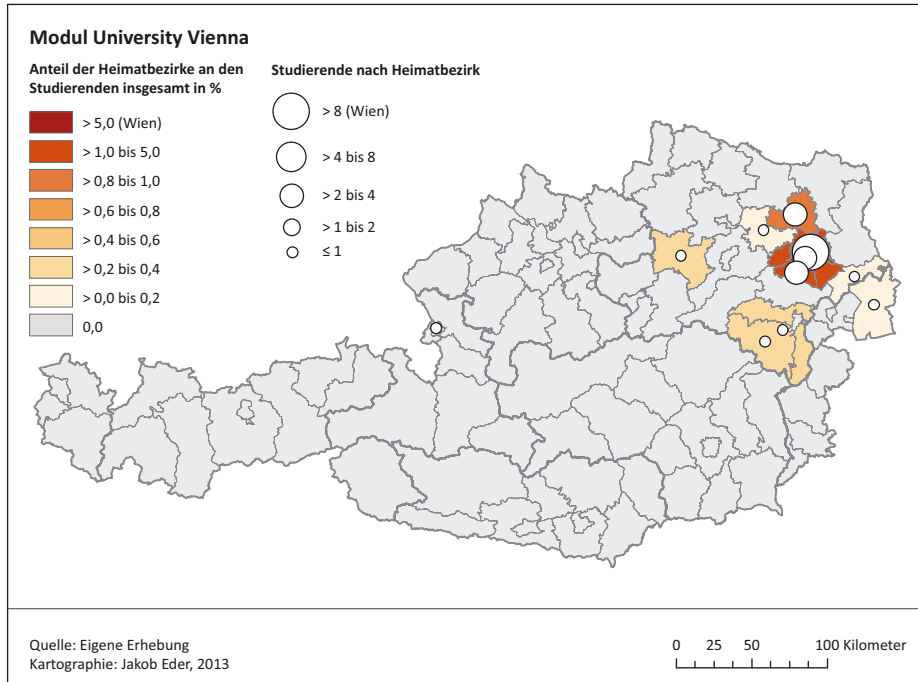 Modul University Vienna
Anteil der Heimatbezirke an den
Studierenden insgesamt in %
> 5,0 (Wien)
> 1,0 bis 5,0
> 0,8 bis 1,0
> 0,6 bis 0,8
> 0,4 bis 0,6
> 0,2 bis 0,4
> 0,0 bis 0,2
0,0
Studierende nach Heimatbezirk
> 8 (Wien)
> 4 bis 8
> 2 bis 4
> 1 bis 2
≤ 1
Quelle: Eigene Erhebung
Kartographie: Jakob Eder, 2013
0 25 50 100 Kilometer